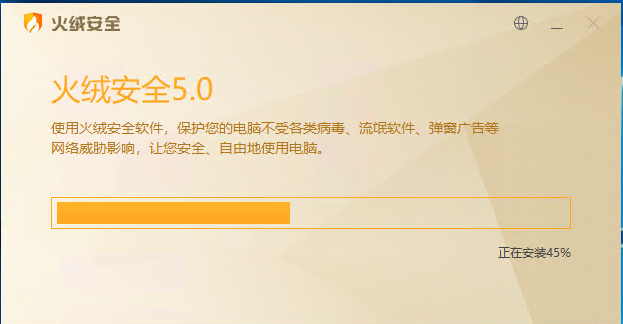 火绒安全
火绒安全5.0
使用火绒安全软件，保护您的电脑不受各类病毒、流氓软件、弹窗广告等
网络威胁影响，让您安全、自由地使用电脑。
正在安装45%